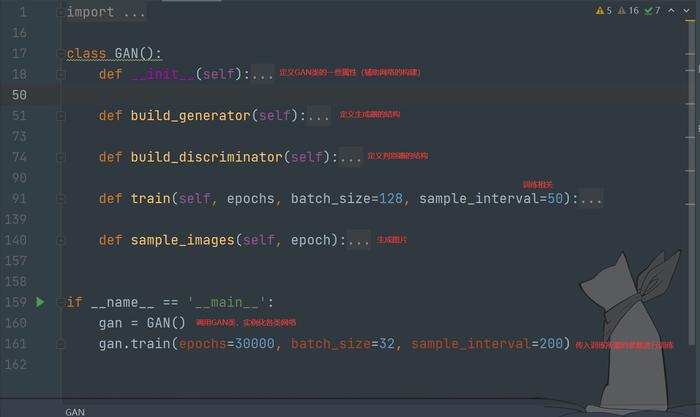 1 import ... 5 16 7
16
17 class GAN():
18 def __init__(self):... 定义GAN类的一些属性（辅助网络的构建）
50
51 def build_generator(self):... 定义生成器的结构
73
74 def build_discriminator(self):... 定义判别器的结构
90
训练相关
91 def train(self, epochs, batch_size=128, sample_interval=50):...
139
140 def sample_images(self, epoch):... 生成图片
157
158
159 if __name__ == '__main__':
160 gan = GAN() 调用GAN类、实例化各类网络
161 gan.train(epochs=30000, batch_size=32, sample_interval=200) 传入训练所需的参数进行训练
162
GAN